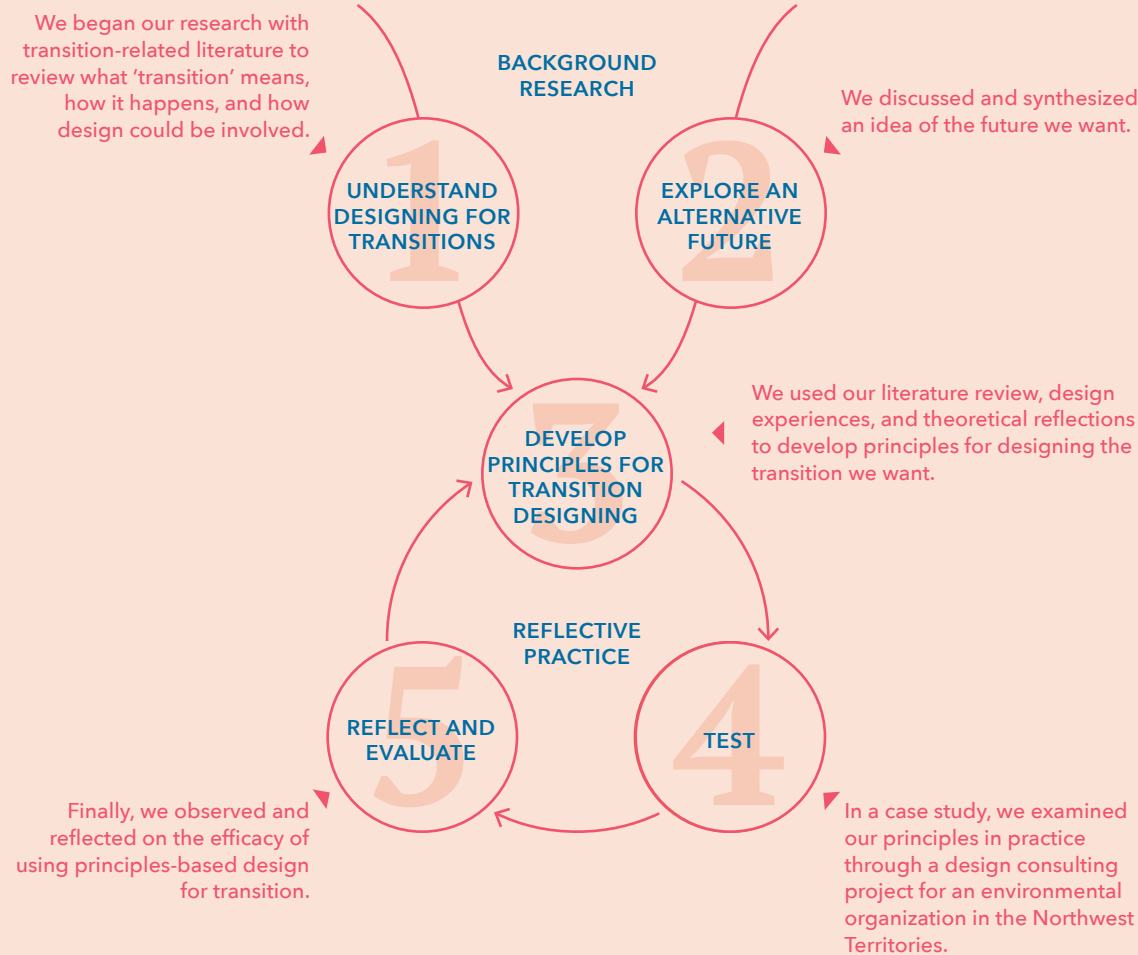 We began our research with
transition-related literature to
review what ‘transition’ means,
how it happens, and how
design could be involved.
BACKGROUND
RESEARCH
We discussed and synthesized
an idea of the future we want.
1
UNDERSTAND
DESIGNING FOR
TRANSITIONS
2
EXPLORE AN
ALTERNATIVE
FUTURE
3
DEVELOP
PRINCIPLES FOR
TRANSITION
DESIGNING
We used our literature review, design
experiences, and theoretical reflections
to develop principles for designing the
transition we want.
REFLECTIVE
PRACTICE
4
TEST
In a case study, we examined
our principles in practice
through a design consulting
project for an environmental
organization in the Northwest
Territories.
5
REFLECT AND
EVALUATE
Finally, we observed and
reflected on the efficacy of
using principles-based design
for transition.